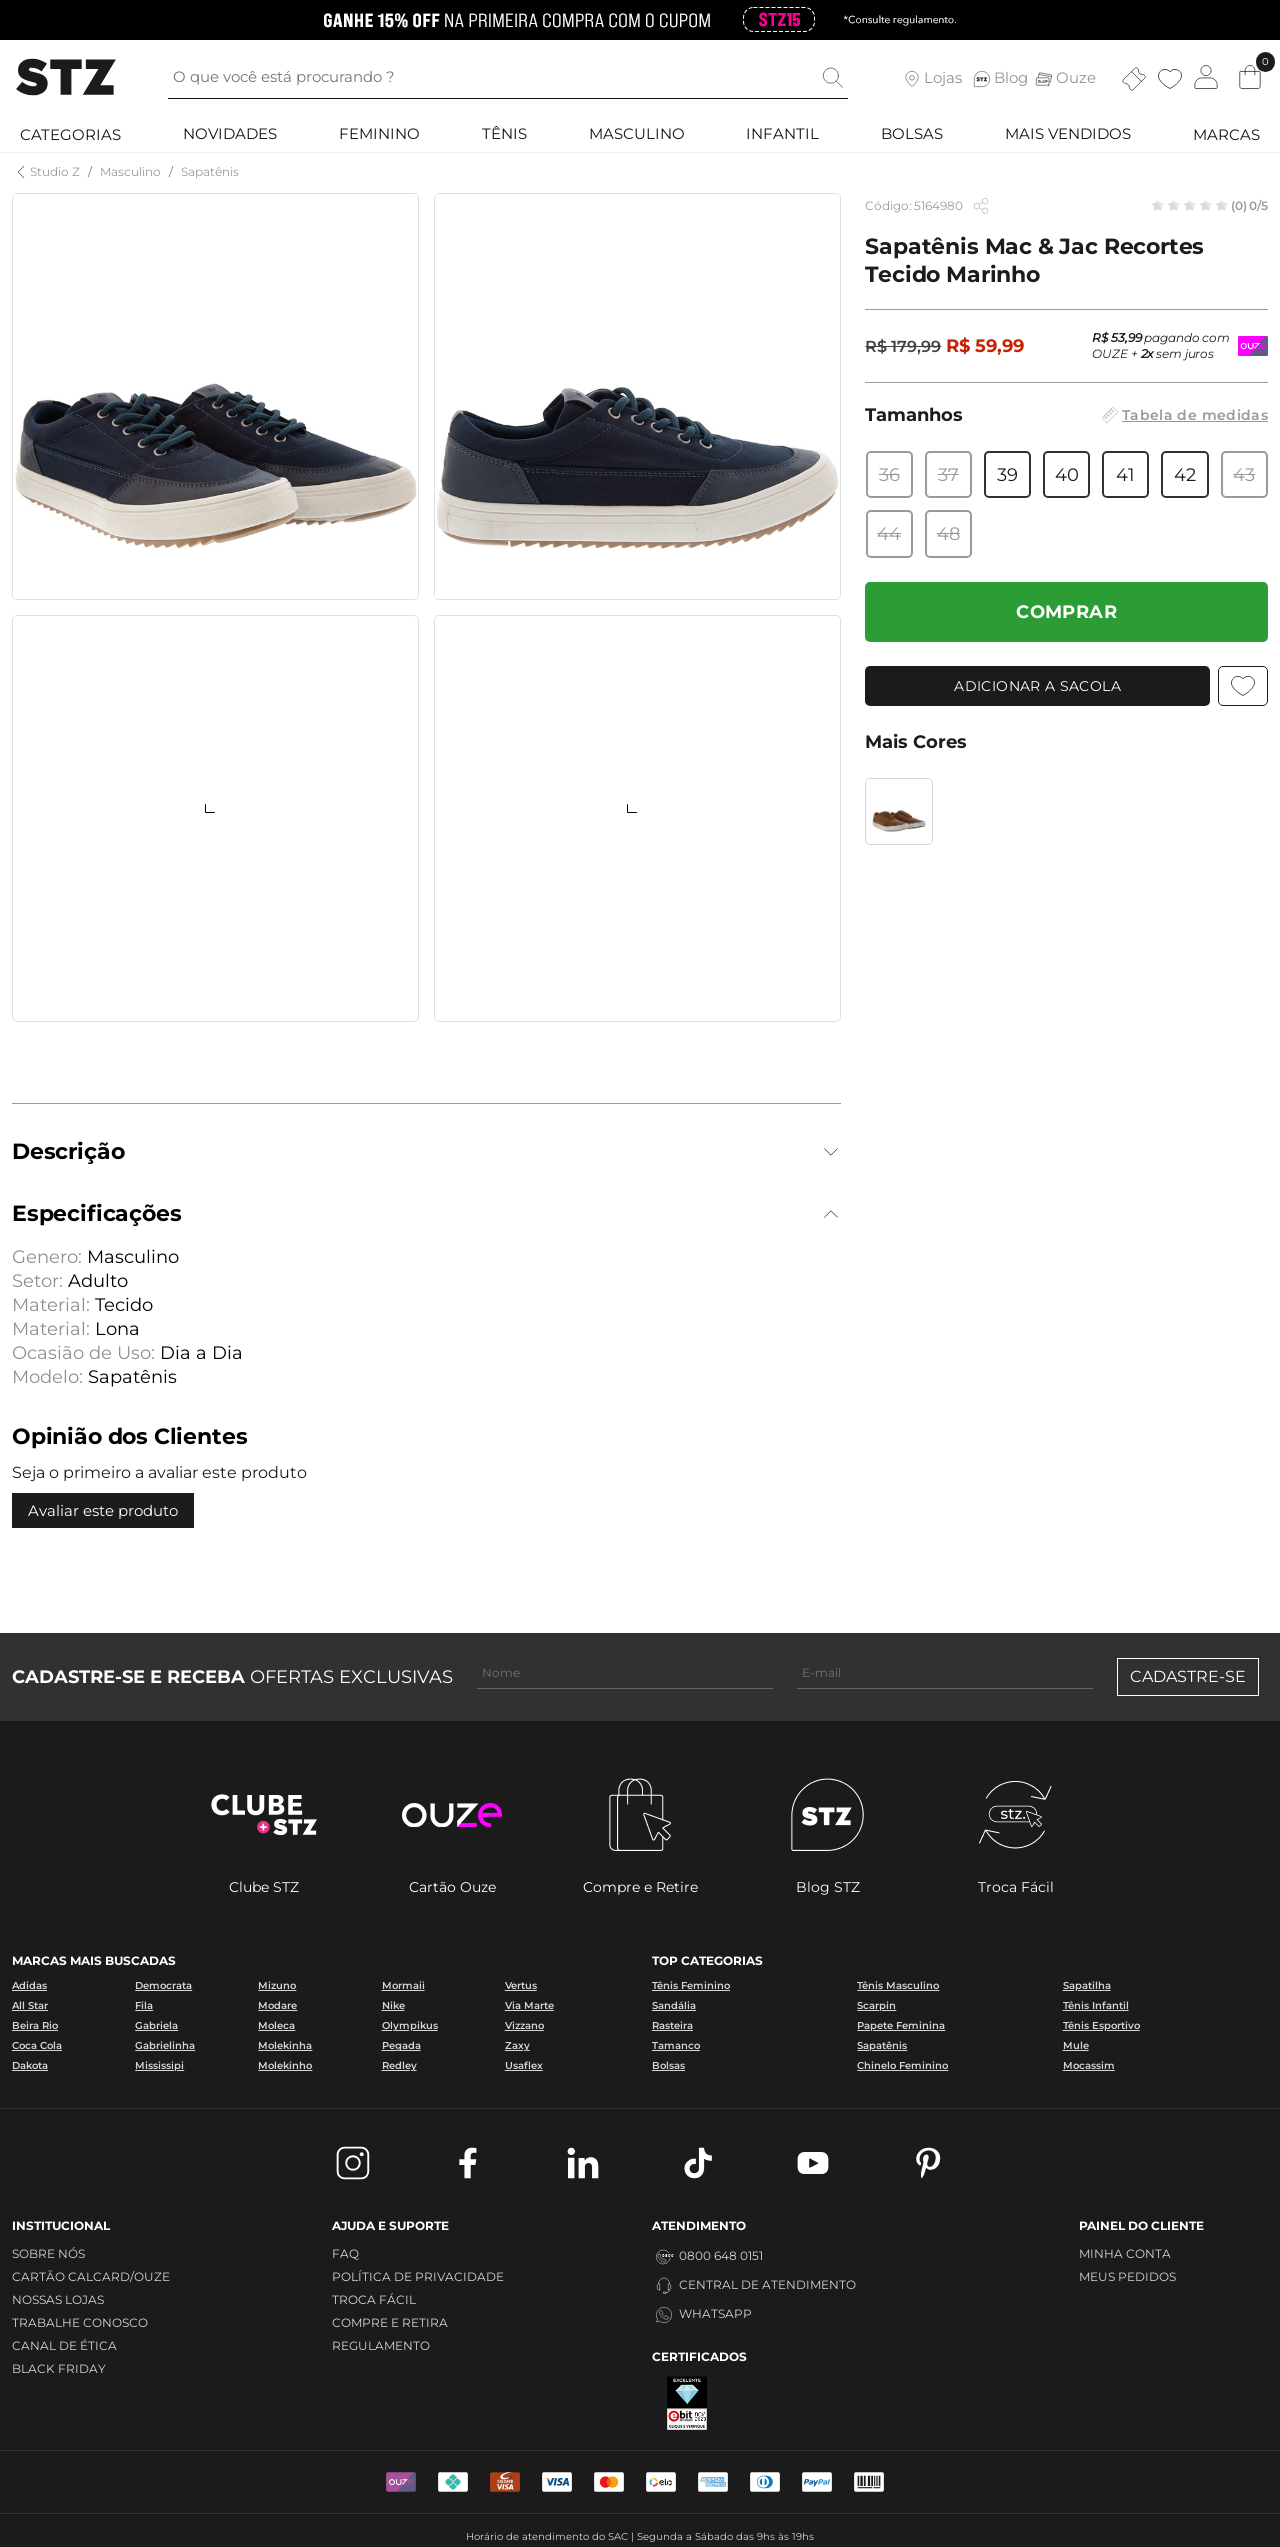 GANHE 15% OFF NA PRIMEIRA COMPRA COM O CUPOM STZ15 *Consulte regulamento.
STZ
O que você está procurando ?
Lojas STZ Blog Ouze
0
CATEGORIAS NOVIDADES FEMININO TÊNIS MASCULINO INFANTIL BOLSAS MAIS VENDIDOS MARCAS
Studio Z / Masculino / Sapatênis
Código: 5164980
(0) 0/5
Sapatênis Mac & Jac Recortes
Tecido Marinho
R$ 179,99 R$ 59,99
R$ 53,99 pagando com
OUZE + 2x sem juros
OUZE
Tamanhos
Tabela de medidas
36 37 39 40 41 42 43
44 48
COMPRAR
ADICIONAR A SACOLA
Mais Cores
Descrição
Especificações
Genero: Masculino
Setor: Adulto
Material: Tecido
Material: Lona
Ocasião de Uso: Dia a Dia
Modelo: Sapatênis
Opinião dos Clientes
Seja o primeiro a avaliar este produto
Avaliar este produto
CADASTRE-SE E RECEBA OFERTAS EXCLUSIVAS
Nome
E-mail
CADASTRE-SE
CLUBE
+STZ
ouze
STZ
stz.
Clube STZ
Cartão Ouze
Compre e Retire
Blog STZ
Troca Fácil
MARCAS MAIS BUSCADAS
Adidas Democrata Mizuno Mormaii Vertus
All Star Fila Modare Nike Via Marte
Beira Rio Gabriela Moleca Olympikus Vizzano
Coca Cola Gabrielinha Molekinha Pegada Zaxy
Dakota Mississipi Molekinho Redley Usaflex
TOP CATEGORIAS
Tênis Feminino Tênis Masculino Sapatilha
Sandália Scarpin Tênis Infantil
Rasteira Papete Feminina Tênis Esportivo
Tamanco Sapatênis Mule
Bolsas Chinelo Feminino Mocassim
INSTITUCIONAL
SOBRE NÓS
CARTÃO CALCARD/OUZE
NOSSAS LOJAS
TRABALHE CONOSCO
CANAL DE ÉTICA
BLACK FRIDAY
AJUDA E SUPORTE
FAQ
POLÍTICA DE PRIVACIDADE
TROCA FÁCIL
COMPRE E RETIRA
REGULAMENTO
ATENDIMENTO
0800 648 0151
CENTRAL DE ATENDIMENTO
WHATSAPP
CERTIFICADOS
EXCELENTE
ebit
CLIQUE E VERIFIQUE
PAINEL DO CLIENTE
MINHA CONTA
MEUS PEDIDOS
VISA
VISA
elo
PayPal
Horário de atendimento do SAC | Segunda a Sábado das 9hs às 19hs